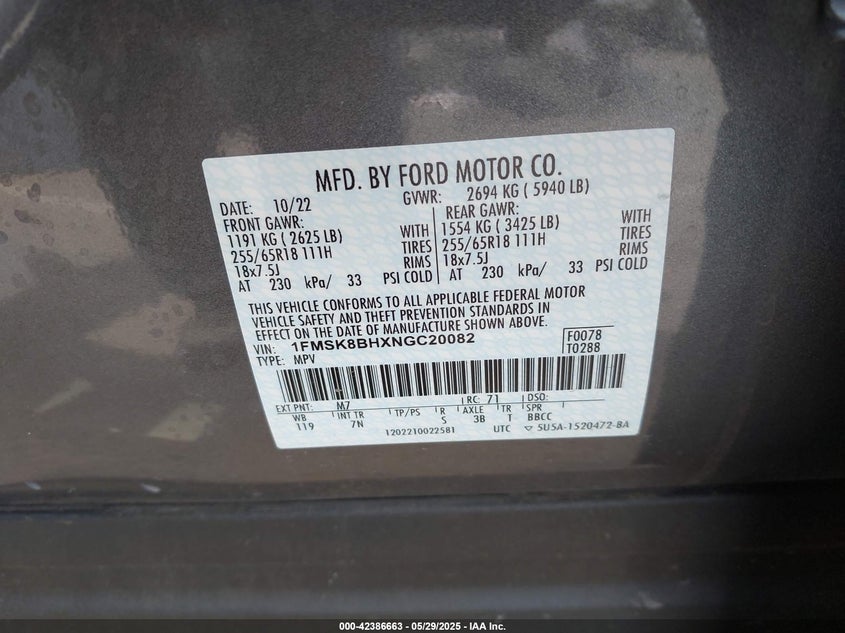 MFD. BY FORD MOTOR CO.
DATE: 10/22
GVWR: 2694 KG ( 5940 LB)
FRONT GAWR:
1191 KG ( 2625 LB) WITH
255/65R18 111H TIRES
18x7.5J RIMS
AT 230 kPa/ 33 PSI COLD
REAR GAWR:
1554 KG ( 3425 LB) WITH
255/65R18 111H TIRES
18x7.5J RIMS
AT 230 kPa/ 33 PSI COLD
THIS VEHICLE CONFORMS TO ALL APPLICABLE FEDERAL MOTOR
VEHICLE SAFETY AND THEFT PREVENTION STANDARDS IN
EFFECT ON THE DATE OF MANUFACTURE SHOWN ABOVE.
VIN: 1FMSK8BHXNGC20082
TYPE: MPV
F0078
T0288
EXT PNT: M7 RC: 71 DSO:
WB INT TR TP/PS R AXLE TR SPR
119 7N S 3B T BBCC
1202210022581 UTC ▽ 5U5A-1520472-BA
000-42386663 - 05/29/2025 - IAA Inc.